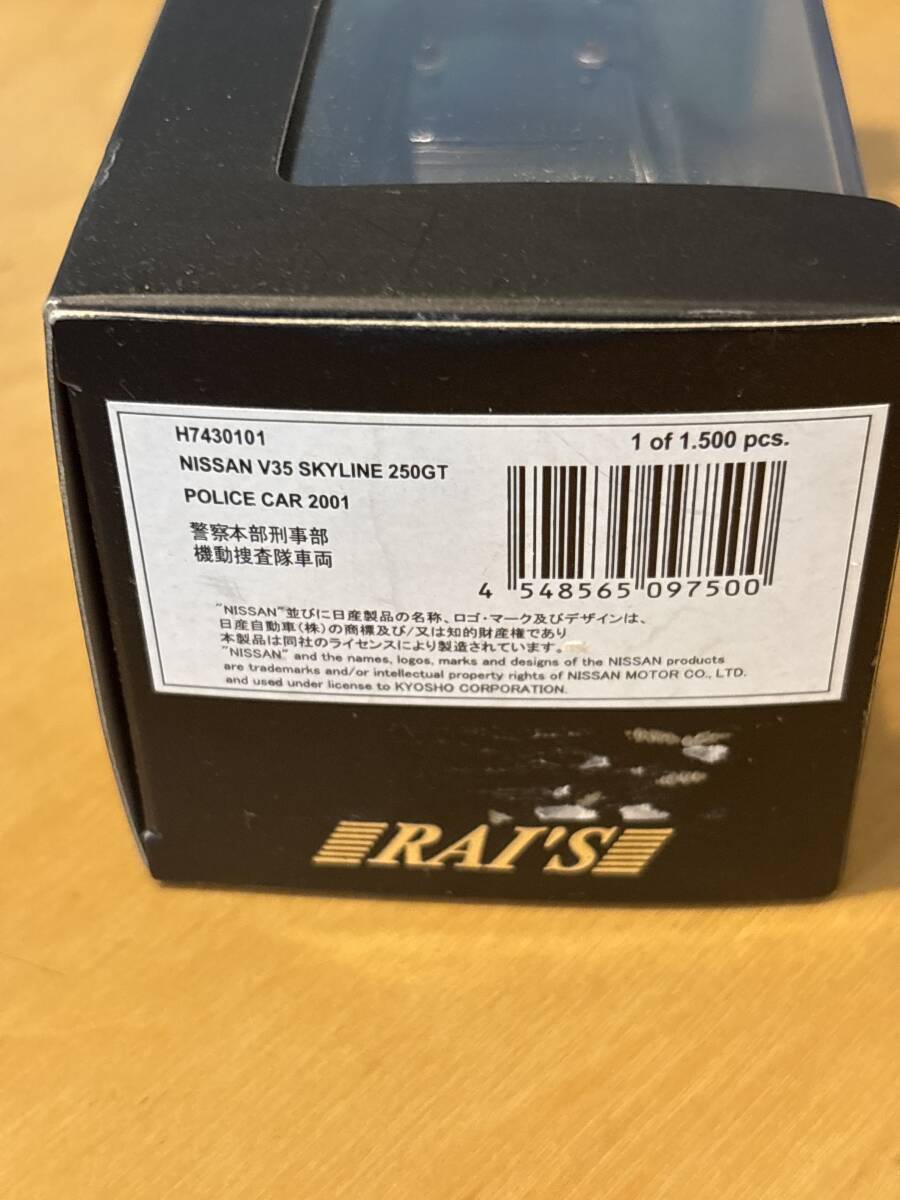 H7430101
1 of 1.500 pcs.
NISSAN V35 SKYLINE 250GT
POLICE CAR 2001
警察本部刑事部
機動捜査隊車両
4 548565 097500
"NISSAN"並びに日産製品の名称、ロゴ・マーク及びデザインは、
日産自動車(株)の商標及び/又は知的財産権であり
本製品は同社のライセンスにより製造されています。
"NISSAN" and the names, logos, marks and designs of the NISSAN products
are trademarks and/or intellectual property rights of NISSAN MOTOR CO., LTD.
and used under license to KYOSHO CORPORATION.
RAI'S